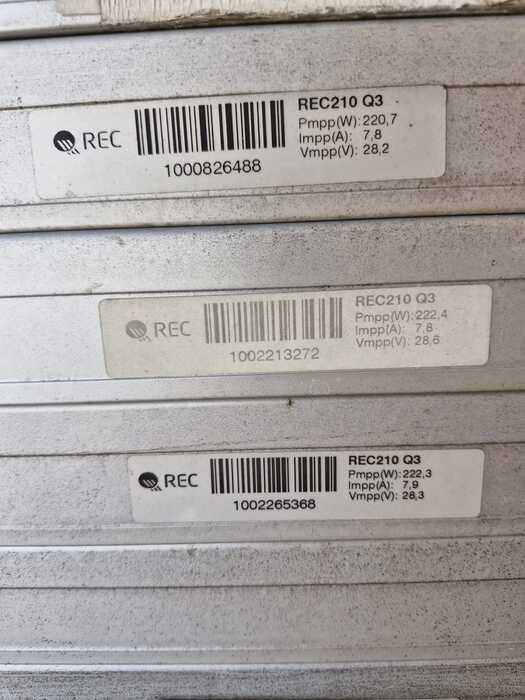 REC
1000826488
REC210 Q3
Pmpp(W): 220,7
Impp(A): 7,8
Vmpp(V): 28,2
REC
1002213272
REC210 Q3
Pmpp(W): 222,4
Impp(A): 7,8
Vmpp(V): 28,6
REC
1002265368
REC210 Q3
Pmpp(W): 222,3
Impp(A): 7,9
Vmpp(V): 28,3